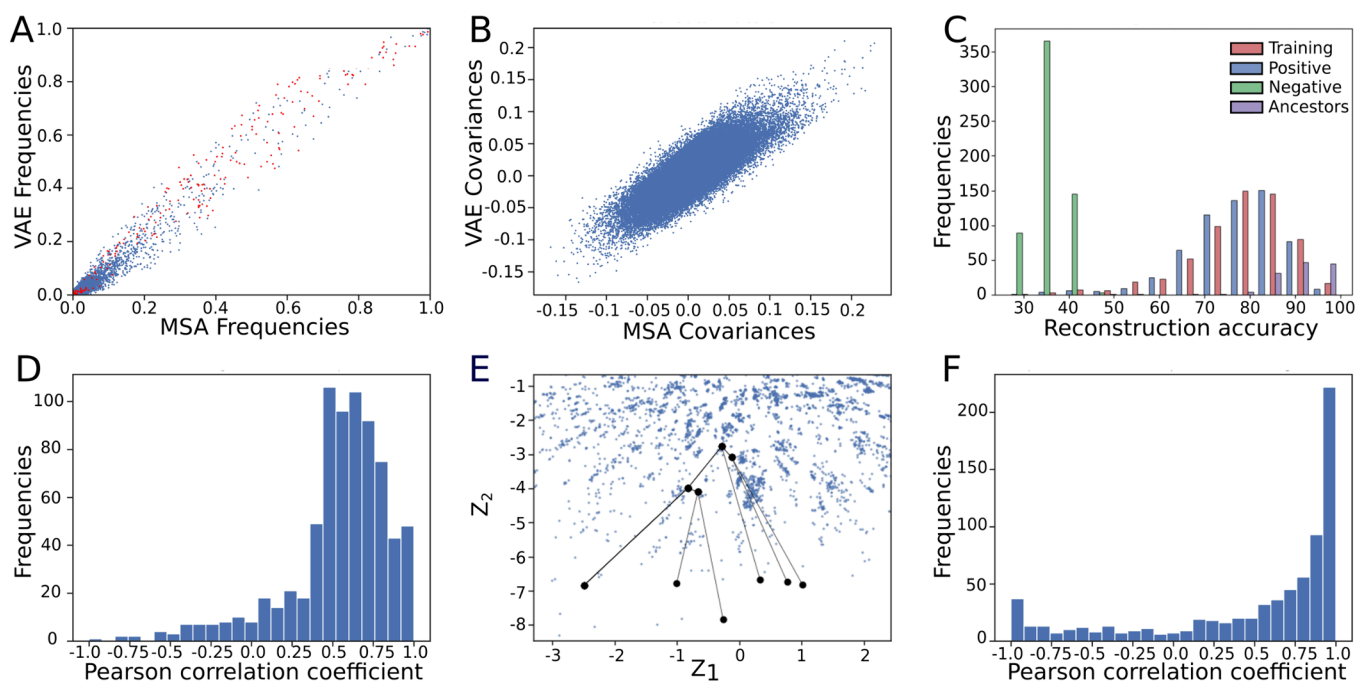 A
1.0
0.8
0.6
0.4
0.2
0.0
0.0 0.2 0.4 0.6 0.8 1.0
VAE Frequencies
MSA Frequencies
B
0.2
0.15
0.1
0.05
0.0
-0.05
-0.1
-0.15
-0.15 -0.1 -0.05 0.0 0.05 0.1 0.15 0.2
VAE Covariances
MSA Covariances
C
350
300
250
200
150
100
50
0
30 40 50 60 70 80 90 100
Frequencies
Reconstruction accuracy
Training
Positive
Negative
Ancestors
D
100
80
60
40
20
0
-1.0 -0.75 -0.5 -0.25 0.0 0.25 0.5 0.75 1.0
Frequencies
Pearson correlation coefficient
E
-1
-2
-3
-4
-5
-6
-7
-8
-3 -2 -1 0 1 2
Z2
Z1
F
200
150
100
50
0
-1.0 -0.75 -0.5 -0.25 0.0 0.25 0.5 0.75 1.0
Frequencies
Pearson correlation coefficient